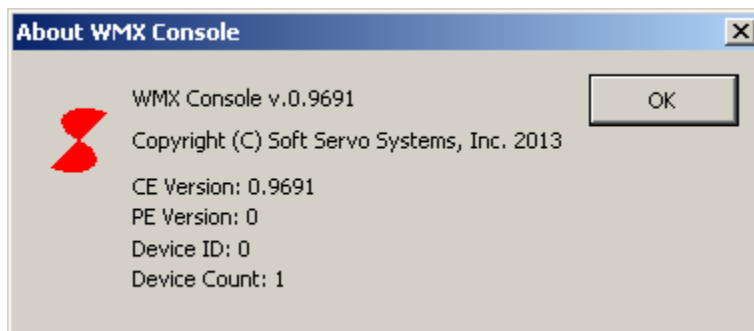 About WMX Console
WMX Console v.0.9691
OK
Copyright (C) Soft Servo Systems, Inc. 2013
CE Version: 0.9691
PE Version: 0
Device ID: 0
Device Count: 1